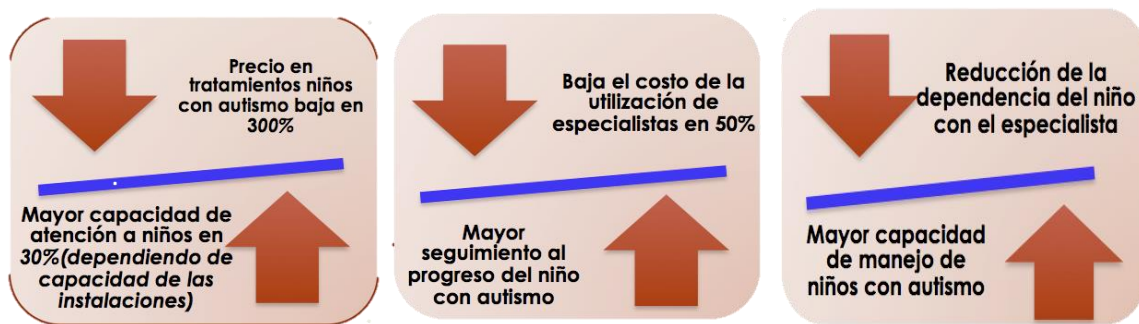 Precio en
tratamientos niños
con autismo baja en
300%
Mayor capacidad de
atención a niños en
30%(dependiendo de
capacidad de las
instalaciones)
Baja el costo de la
utilización de
especialistas en 50%
Mayor
seguimiento al
progreso del niño
con autismo
Reducción de la
dependencia del niño
con el especialista
Mayor capacidad
de manejo de
niños con autismo